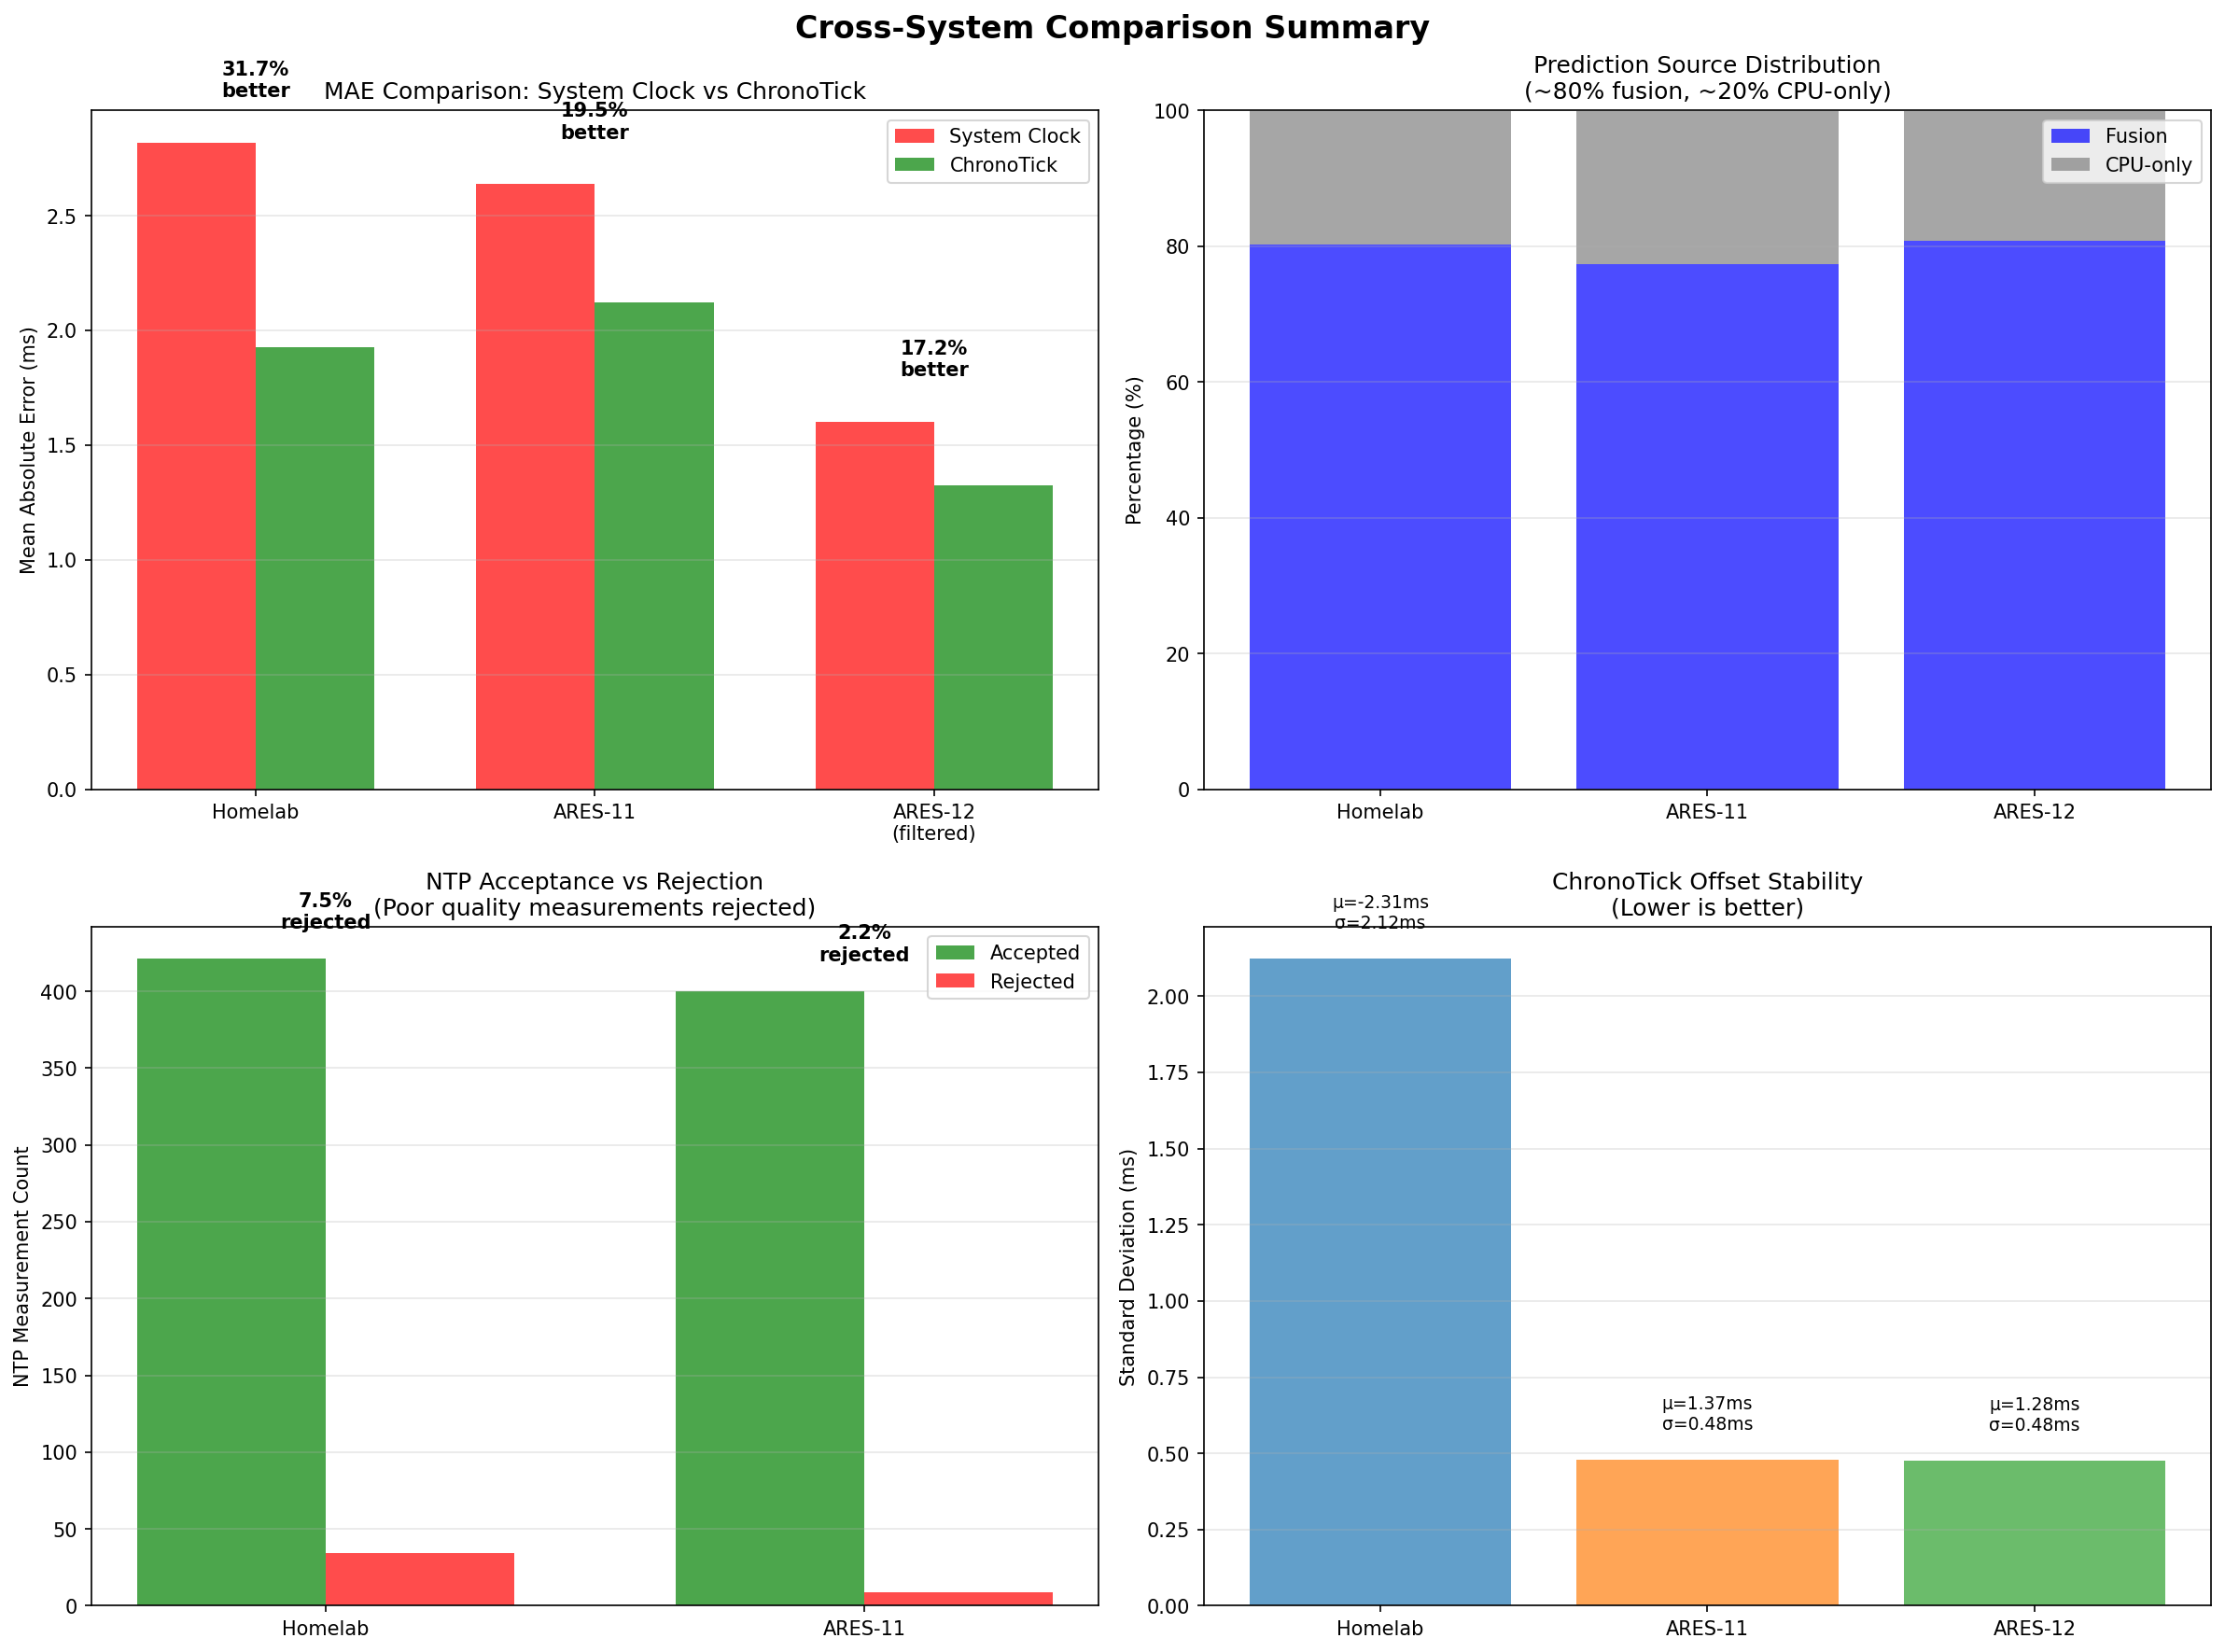 Cross-System Comparison Summary
31.7%
better
MAE Comparison: System Clock vs ChronoTick
19.5%
better
17.2%
better
System Clock
ChronoTick
Mean Absolute Error (ms)
2.5
2.0
1.5
1.0
0.5
0.0
Homelab
ARES-11
ARES-12
(filtered)
Prediction Source Distribution
(~80% fusion, ~20% CPU-only)
Fusion
CPU-only
Percentage (%)
100
80
60
40
20
0
Homelab
ARES-11
ARES-12
NTP Acceptance vs Rejection
(Poor quality measurements rejected)
7.5%
rejected
2.2%
rejected
Accepted
Rejected
NTP Measurement Count
400
350
300
250
200
150
100
50
0
Homelab
ARES-11
ChronoTick Offset Stability
(Lower is better)
μ=-2.31ms
σ=2.12ms
μ=1.37ms
σ=0.48ms
μ=1.28ms
σ=0.48ms
Standard Deviation (ms)
2.00
1.75
1.50
1.25
1.00
0.75
0.50
0.25
0.00
Homelab
ARES-11
ARES-12